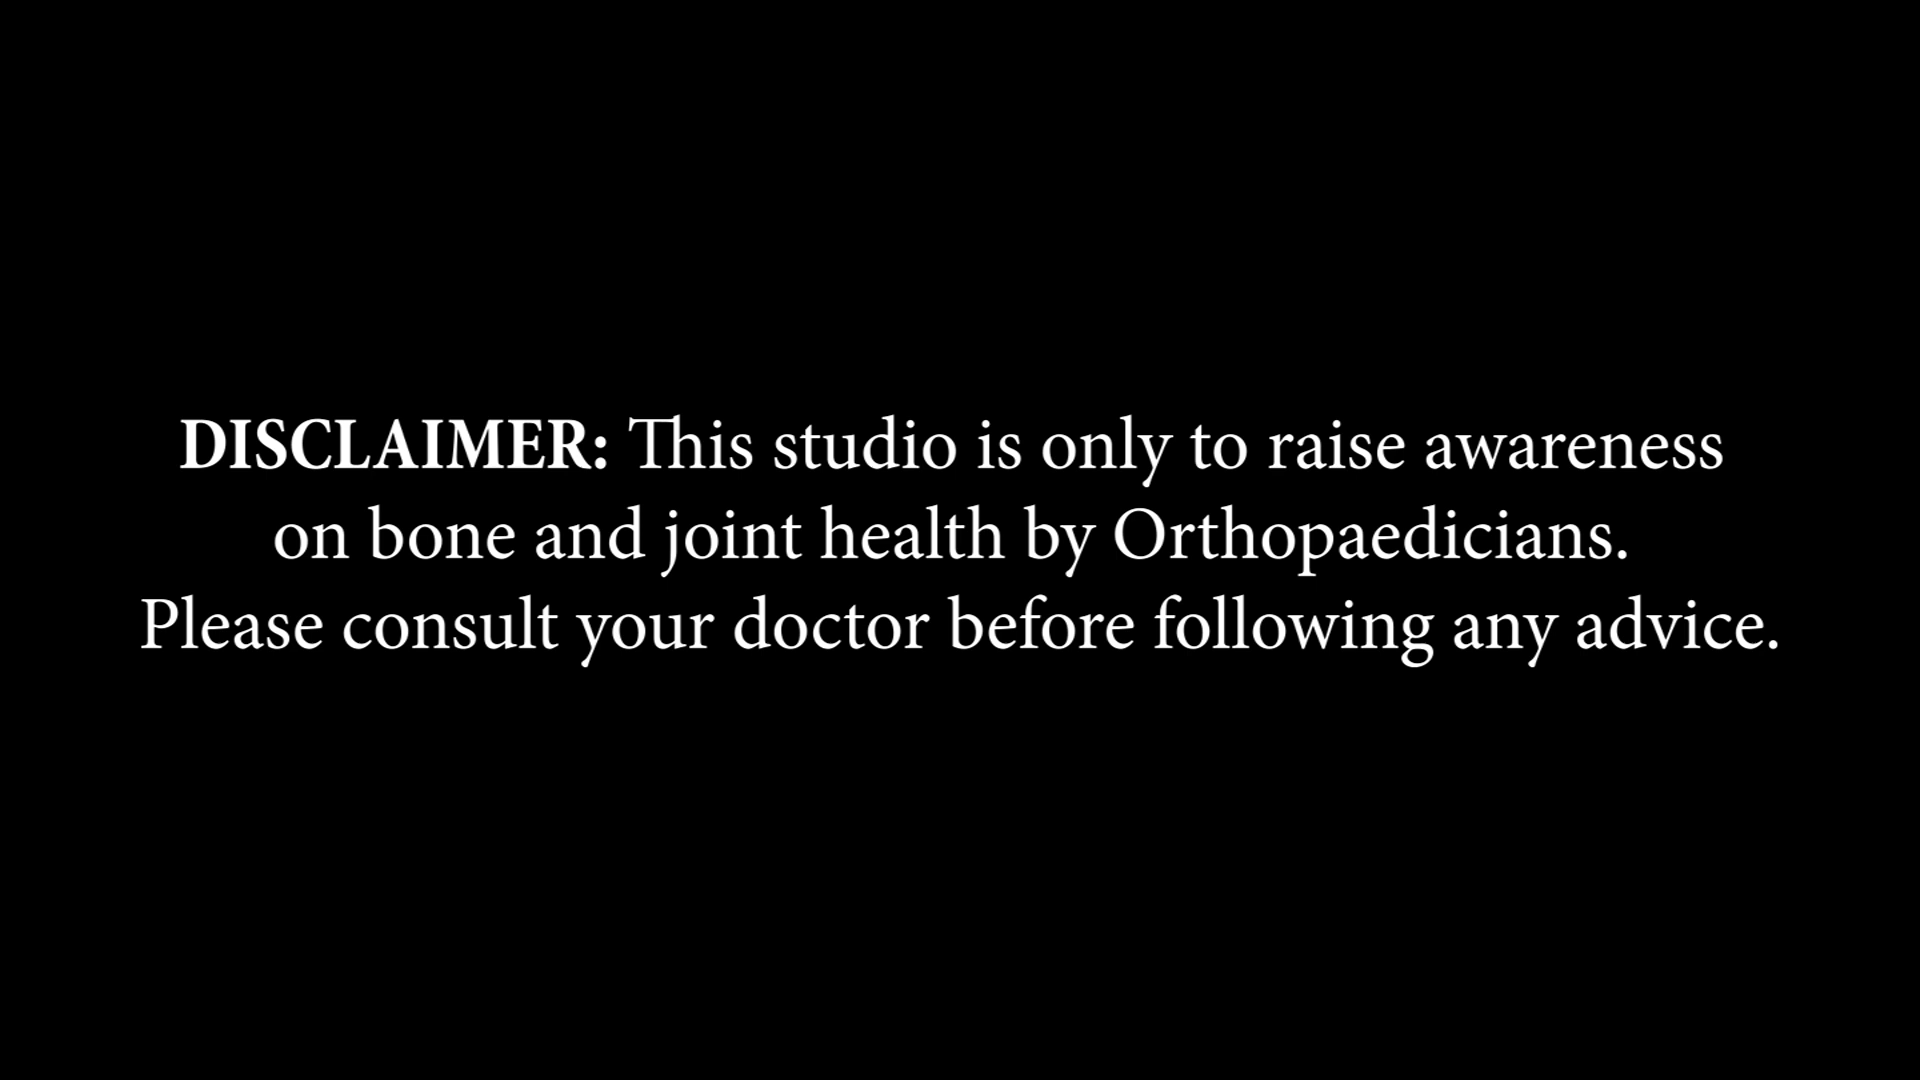 DISCLAIMER: This studio is only to raise awareness
on bone and joint health by Orthopaedicians.
Please consult your doctor before following any advice.